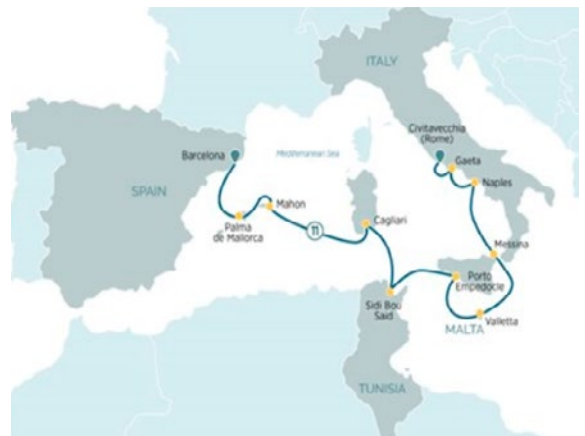 ITALY
Civitavecchia
(Rome)
Gaeta
Barcelona
Mediterranean Sea
Naples
SPAIN
Mahon
Palma
de Mallorca
11
Cagliari
Messina
Porto
Empedocle
Sidi Bou
Said
Valletta
MALTA
TUNISIA